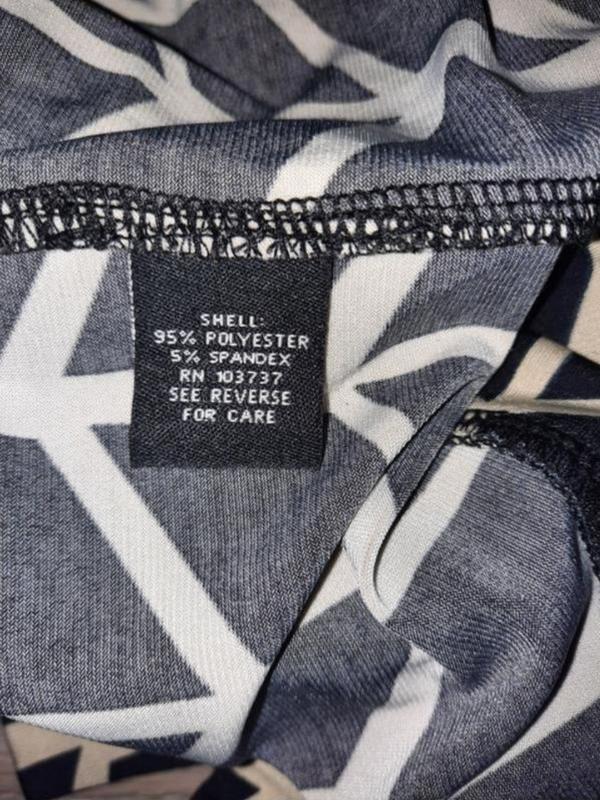 SHELL:
95% POLYESTER
5% SPANDEX
RN 103737
SEE REVERSE
FOR CARE